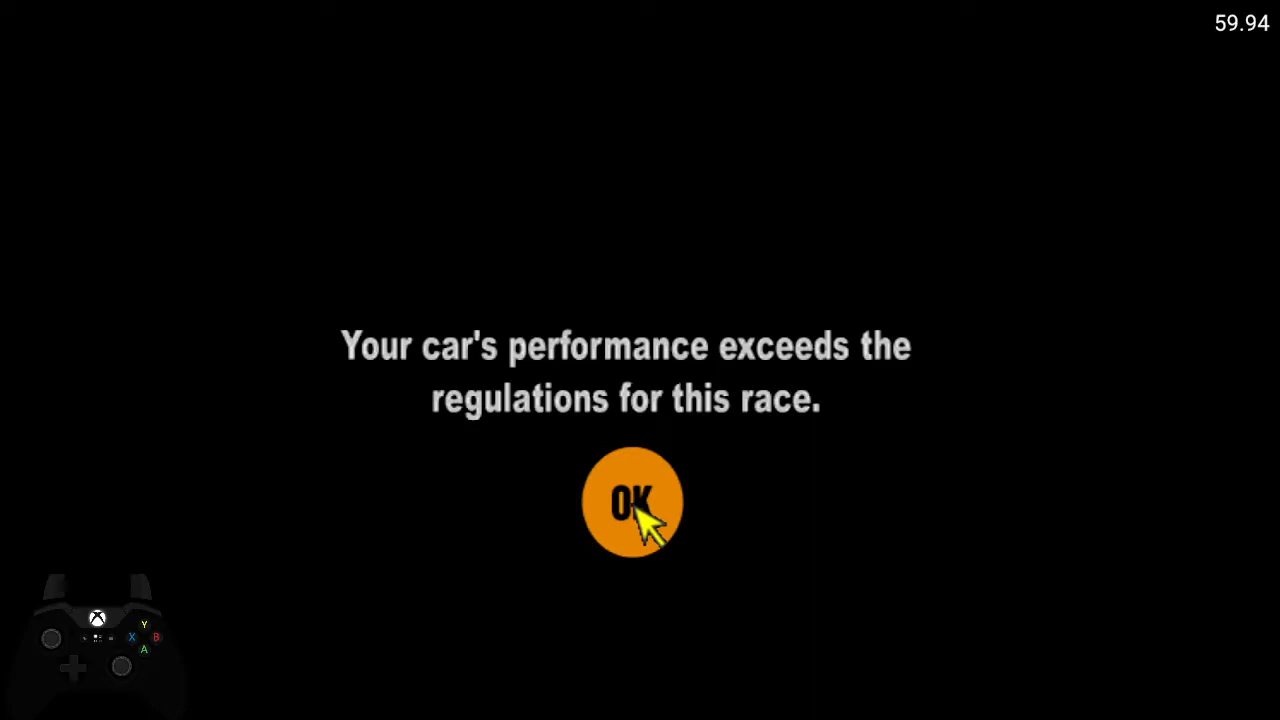 59.94
Your car's performance exceeds the
regulations for this race.
OK
Y
X B
A